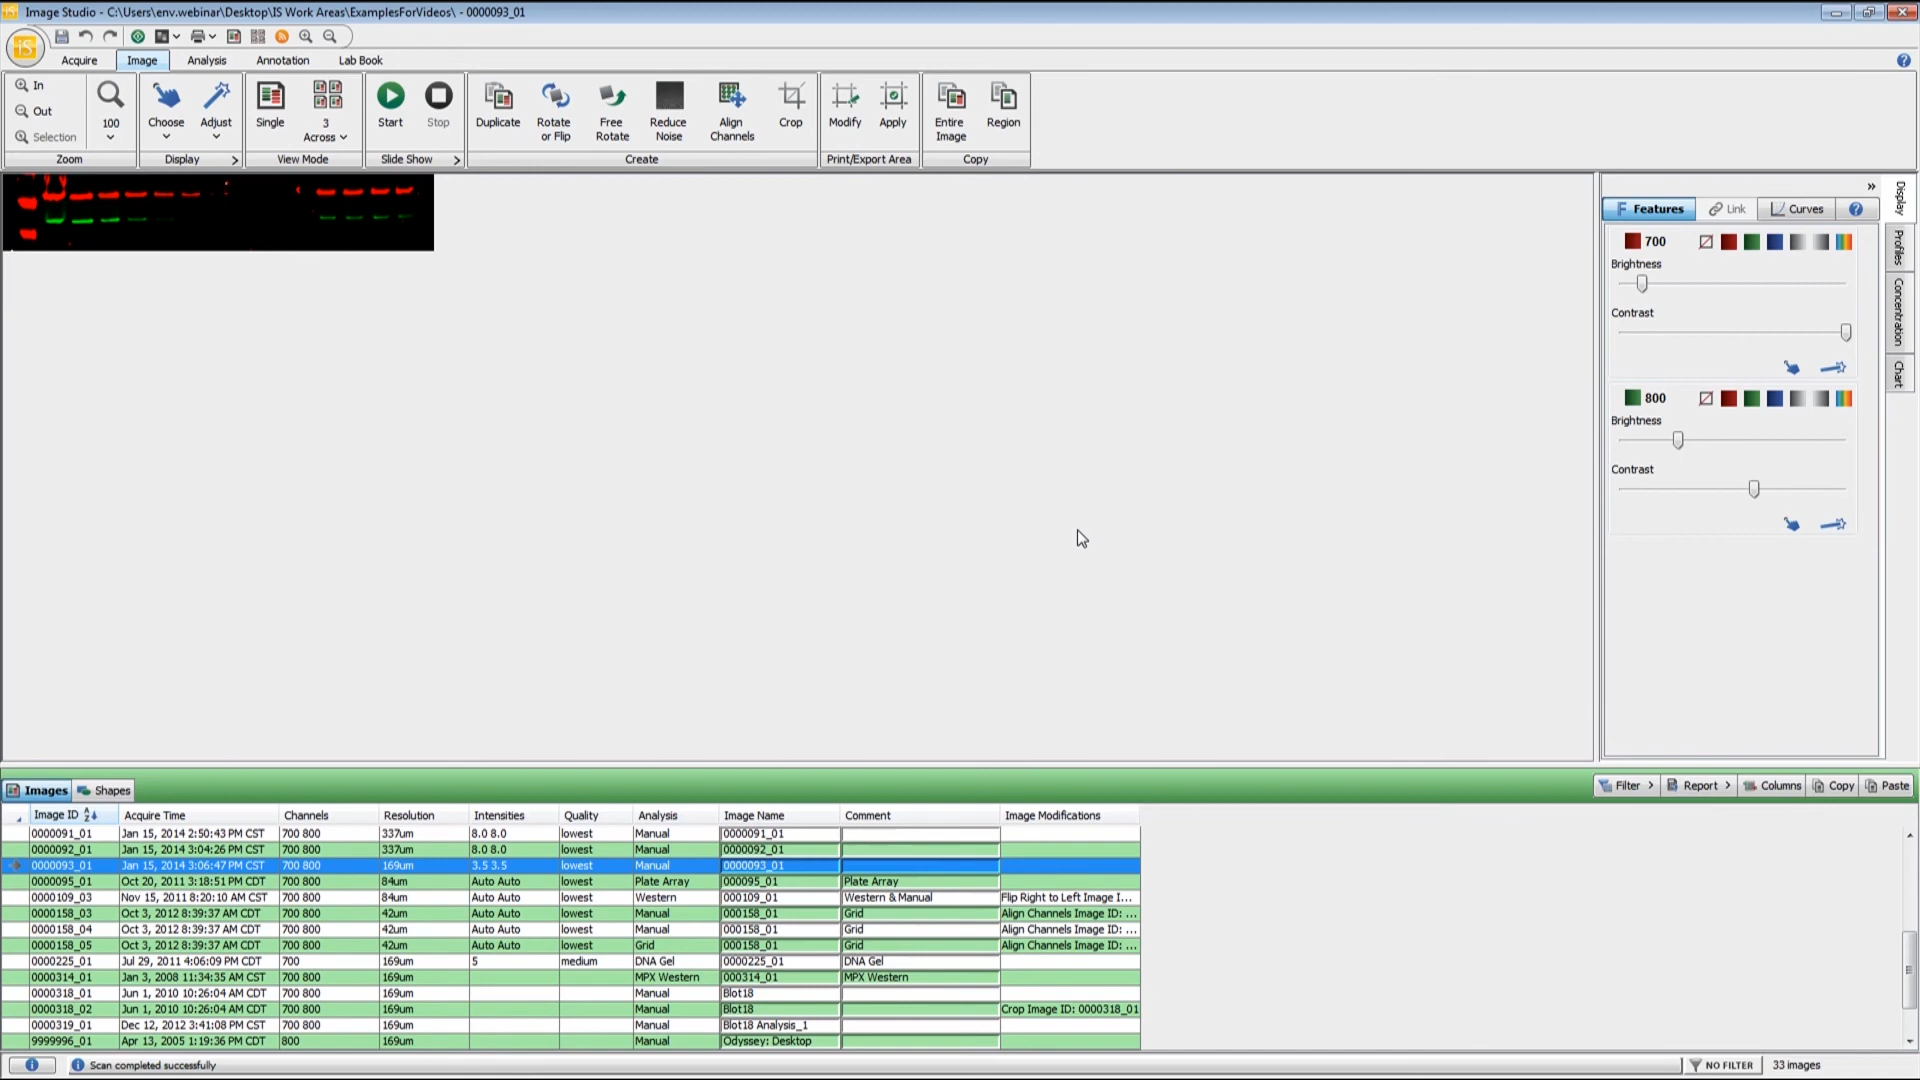 Image Studio - C:\Users\env.webinar\Desktop\IS Work Areas\ExamplesForVideos\ - 0000093_01
iS
Acquire Image Analysis Annotation Lab Book
In
Out
Selection
100
Zoom
Choose
Adjust
Display
Single
3
Across
View Mode
Start
Stop
Slide Show
Duplicate
Rotate
or Flip
Free
Rotate
Reduce
Noise
Align
Channels
Crop
Create
Modify
Apply
Print/Export Area
Entire
Image
Region
Copy
Display
Profiles
Concentration
Chart
F Features Link Curves
700
Brightness
Contrast
800
Brightness
Contrast
Images Shapes Filter Report Columns Copy Paste
Image ID Acquire Time Channels Resolution Intensities Quality Analysis Image Name Comment Image Modifications
0000091_01 Jan 15, 2014 2:50:43 PM CST 700 800 337um 8.0 8.0 lowest Manual 0000091_01
0000092_01 Jan 15, 2014 3:04:26 PM CST 700 800 337um 8.0 8.0 lowest Manual 0000092_01
0000093_01 Jan 15, 2014 3:06:47 PM CST 700 800 169um 3.5 3.5 lowest Manual 0000093_01
0000095_01 Oct 20, 2011 3:18:51 PM CDT 700 800 84um Auto Auto lowest Plate Array 000095_01 Plate Array
0000109_03 Nov 15, 2011 8:20:10 AM CST 700 800 84um Auto Auto lowest Western 000109_01 Western & Manual Flip Right to Left Image I...
0000158_03 Oct 3, 2012 8:39:37 AM CDT 700 800 42um Auto Auto lowest Manual 000158_01 Grid Align Channels Image ID: ...
0000158_04 Oct 3, 2012 8:39:37 AM CDT 700 800 42um Auto Auto lowest Manual 000158_01 Grid Align Channels Image ID: ...
0000158_05 Oct 3, 2012 8:39:37 AM CDT 700 800 42um Auto Auto lowest Grid 000158_01 Grid Align Channels Image ID: ...
0000225_01 Jul 29, 2011 4:06:09 PM CDT 700 169um 5 medium DNA Gel 0000225_01 DNA Gel
0000314_01 Jan 3, 2008 11:34:35 AM CST 700 800 169um MPX Western 000314_01 MPX Western
0000318_01 Jun 1, 2010 10:26:04 AM CDT 700 800 169um Manual Blot18
0000318_02 Jun 1, 2010 10:26:04 AM CDT 700 800 169um Manual Blot18 Crop Image ID: 0000318_01
0000319_01 Dec 12, 2012 3:41:08 PM CST 700 800 169um Manual Blot18 Analysis_1
9999996_01 Apr 13, 2005 1:19:36 PM CDT 800 169um Manual Odyssey: Desktop
Scan completed successfully NO FILTER 33 images